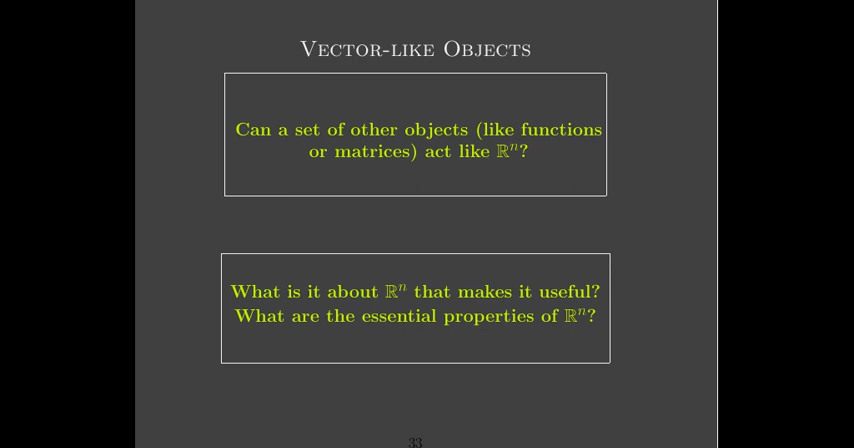 Vector-like Objects
Can a set of other objects (like functions
or matrices) act like ℝⁿ?
What is it about ℝⁿ that makes it useful?
What are the essential properties of ℝⁿ?
33